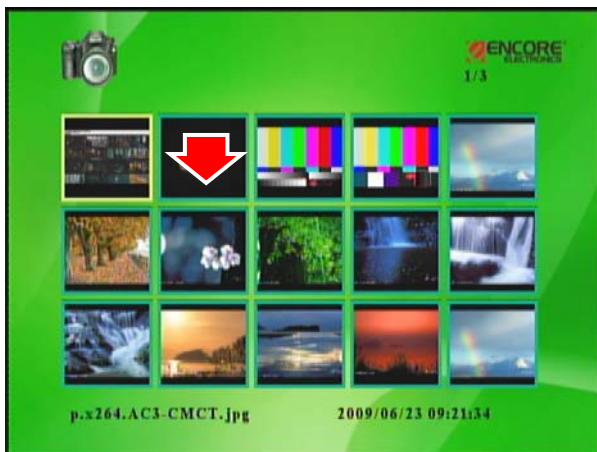 ENCORE
ELECTRONICS
1/3
p.x264.AC3-CMCT.jpg
2009/06/23 09:21:34